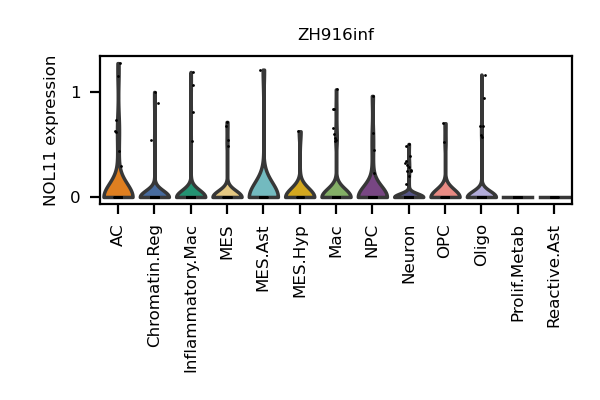 ZH916inf
NOL11 expression
1
0
AC
Chromatin.Reg
Inflammatory.Mac
MES
MES.Ast
MES.Hyp
Mac
NPC
Neuron
OPC
Oligo
Prolif.Metab
Reactive.Ast